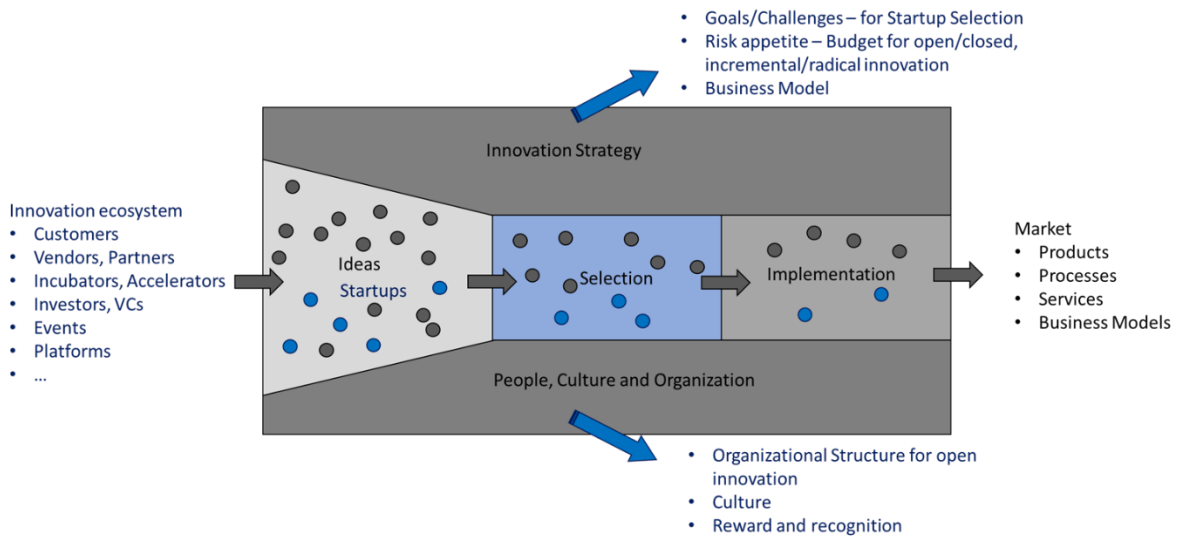 • Goals/Challenges – for Startup Selection
• Risk appetite – Budget for open/closed,
incremental/radical innovation
• Business Model
Innovation Strategy
Innovation ecosystem
• Customers
• Vendors, Partners
• Incubators, Accelerators
• Investors, VCs
• Events
• Platforms
• ...
Ideas
Startups
Selection
Implementation
Market
• Products
• Processes
• Services
• Business Models
People, Culture and Organization
• Organizational Structure for open
innovation
• Culture
• Reward and recognition